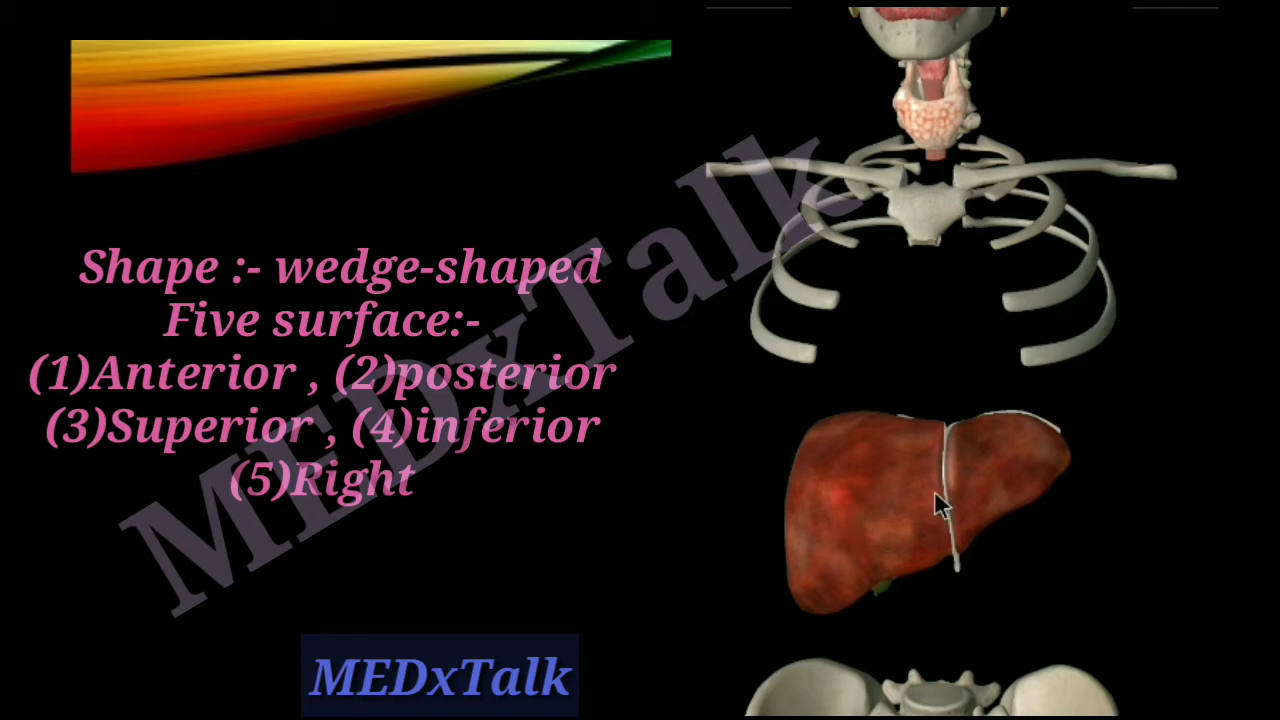 Shape :- wedge-shaped
Five surface:-
(1)Anterior , (2)posterior
(3)Superior , (4)inferior
(5)Right
MEDxTalk
MEDxTalk